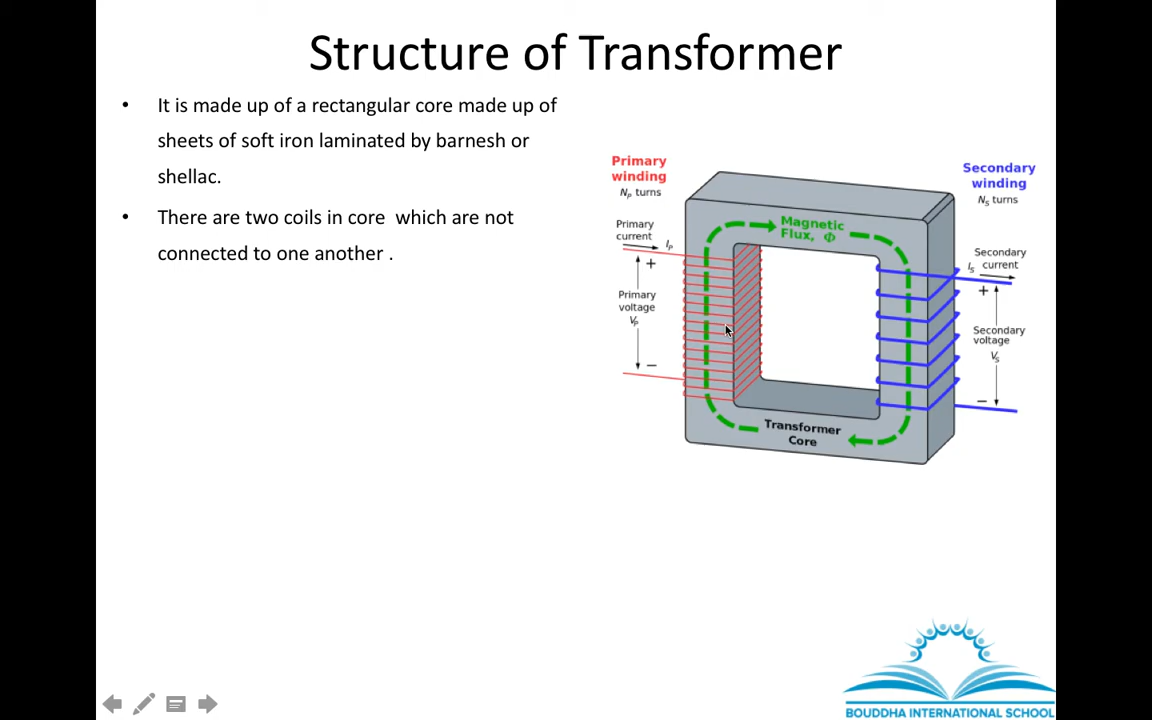 Structure of Transformer
• It is made up of a rectangular core made up of
sheets of soft iron laminated by barnesh or
shellac.
• There are two coils in core which are not
connected to one another .
Primary
winding
NP turns
Primary
current
IP
+
Primary
voltage
VP
−
Magnetic
Flux, Φ
Transformer
Core
Secondary
winding
NS turns
Secondary
IS current
+
Secondary
voltage
VS
−
BOUDDHA INTERNATIONAL SCHOOL